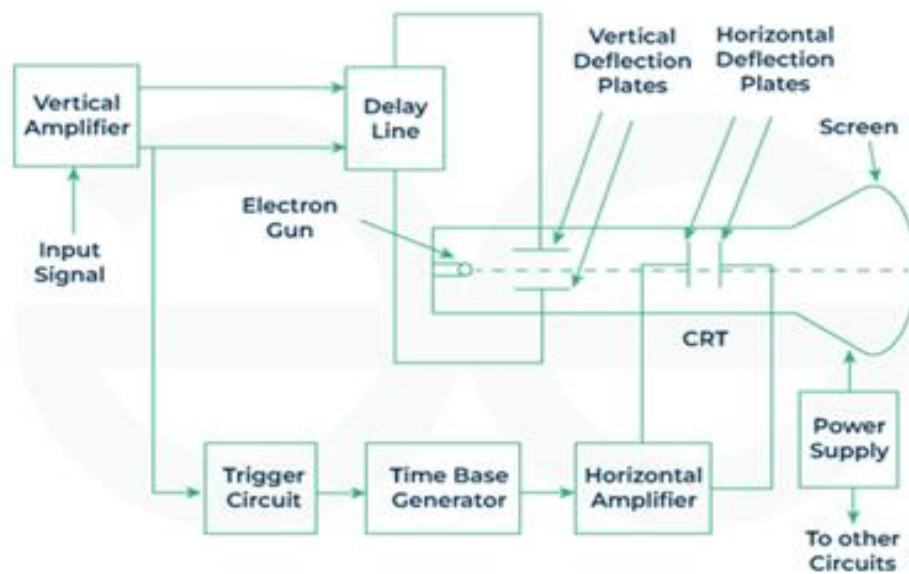 Vertical
Amplifier
Input
Signal
Delay
Line
Electron
Gun
Vertical
Deflection
Plates
Horizontal
Deflection
Plates
Screen
CRT
Trigger
Circuit
Time Base
Generator
Horizontal
Amplifier
Power
Supply
To other
Circuits